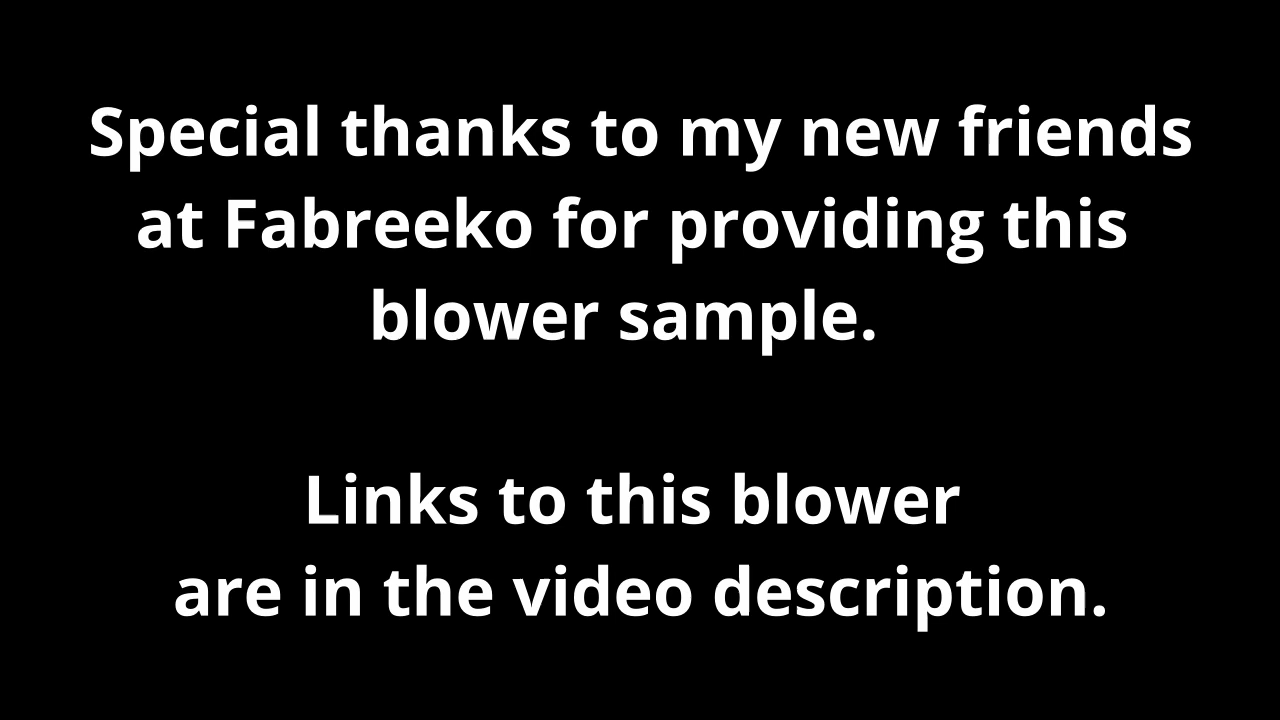 Special thanks to my new friends
at Fabreeko for providing this
blower sample.
Links to this blower
are in the video description.